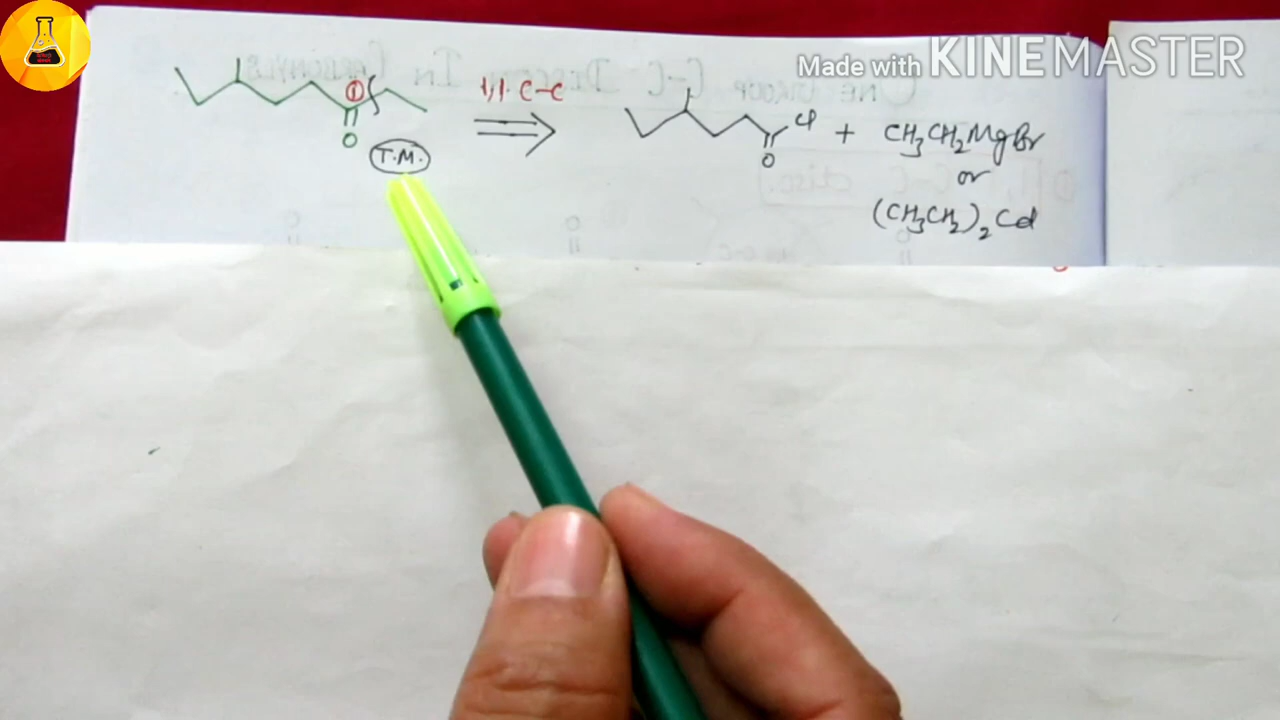 Made with KINEMASTER
① 1,1 C-C Cl + CH₃CH₂MgBr
O O
T.M. or
(CH₃CH₂)₂Cd